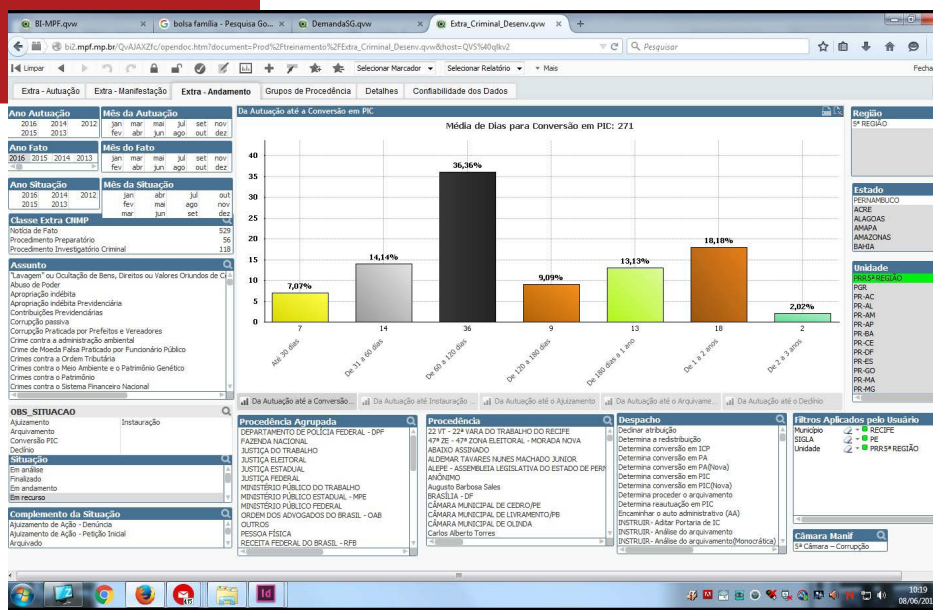 BI-MPF.qvw
bolsa família - Pesquisa Go...
DemandaSG.qvw
Extra_Criminal_Desenv.qvw
bi2.mpf.mp.br/QvAJAXZfc/opendoc.htm?document=Prod%2Ftreinamento%2FExtra_Criminal_Desenv.qvw&host=QVS%40qlkv2
Pesquisar
Limpar
Selecionar Marcador
Selecionar Relatório
+ Mais
Fecha
Extra - Autuação
Extra - Manifestação
Extra - Andamento
Grupos de Procedência
Detalhes
Confiabilidade dos Dados
Ano Autuação
2016 2014 2012
2015 2013
Mês da Autuação
jan mar mai jul set nov
fev abr jun ago out dez
Ano Fato
2016 2015 2014 2013
Mês do Fato
jan mar mai jul set nov
fev abr jun ago out dez
Ano Situação
2016 2014 2012
2015 2013
Mês da Situação
jan abr jul out
fev mai ago nov
mar jun set dez
Classe Extra CNMP
Notícia de Fato 529
Procedimento Preparatório 56
Procedimento Investigatório Criminal 118
Assunto
"Lavagem" ou Ocultação de Bens, Direitos ou Valores Oriundos de
Abuso de Poder
Apropriação indébita
Apropriação indébita Previdenciária
Contribuições Previdenciárias
Corrupção passiva
Corrupção Praticada por Prefeitos e Vereadores
Crime contra a administração ambiental
Crime de Moeda Falsa Praticado por Funcionário Público
Crimes contra a Ordem Tributária
Crimes contra o Meio Ambiente e o Patrimônio Genético
Crimes contra o Patrimônio
Crimes contra o Sistema Financeiro Nacional
OBS_SITUACAO
Ajuizamento Instauração
Arquivamento
Conversão PIC
Declínio
Situação
Em análise
Finalizado
Em andamento
Em recurso
Complemento da Situação
Ajuizamento de Ação - Denúncia
Ajuizamento de Ação - Petição Inicial
Arquivado
Da Autuação até a Conversão em PIC
Média de Dias para Conversão em PIC: 271
40
35
30
25
20
15
10
5
0
7,07%
14,14%
36,36%
9,09%
13,13%
18,18%
2,02%
7 14 36 9 13 18 2
Até 30 dias
De 31 a 60 dias
De 60 a 120 dias
De 120 a 180 dias
De 180 dias a 1 ano
De 1 a 2 anos
De 2 a 3 anos
Da Autuação até a Conversão...
Da Autuação até Instauração ...
Da Autuação até o Ajuizamento
Da Autuação até o Arquivame...
Da Autuação até o Declínio
Procedência Agrupada
DEPARTAMENTO DE POLÍCIA FEDERAL - DPF
FAZENDA NACIONAL
JUSTIÇA DO TRABALHO
JUSTIÇA ELEITORAL
JUSTIÇA ESTADUAL
JUSTIÇA FEDERAL
MINISTÉRIO PÚBLICO DO TRABALHO
MINISTÉRIO PÚBLICO ESTADUAL - MPE
MINISTÉRIO PÚBLICO FEDERAL
ORDEM DOS ADVOGADOS DO BRASIL - OAB
OUTROS
PESSOA FÍSICA
RECEITA FEDERAL DO BRASIL - RFB
Procedência
22 VT - 22ª VARA DO TRABALHO DO RECIFE
47ª ZE - 47ª ZONA ELEITORAL - MORADA NOVA
ABAIXO ASSINADO
ALDEMAR TAVARES NUNES MACHADO JUNIOR
ALEPE - ASSEMBLEIA LEGISLATIVA DO ESTADO DE PERN
ANÔNIMO
Augusto Barbosa Sales
BRASÍLIA - DF
CÂMARA MUNICIPAL DE CEDRO/PE
CÂMARA MUNICIPAL DE LIVRAMENTO/PB
CÂMARA MUNICIPAL DE OLINDA
Carlos Alberto Torres
Despacho
Declinar atribuição
Determina a redistribuição
Determina conversão em ICP
Determina conversão em PA
Determina conversão em PA(Nova)
Determina conversão em PIC
Determina conversão em PIC(Nova)
Determina proceder o arquivamento
Determina reautuação em PIC
Encaminhar o auto administrativo (AA)
INSTRUIR- Aditar Portaria de IC
INSTRUIR- Análise do arquivamento
INSTRUIR- Análise do arquivamento(Monocrática)
Região
5ª REGIÃO
Estado
PERNAMBUCO
ACRE
ALAGOAS
AMAPA
AMAZONAS
BAHIA
Unidade
PRR5ª REGIÃO
PGR
PR-AC
PR-AL
PR-AM
PR-AP
PR-BA
PR-CE
PR-DF
PR-ES
PR-GO
PR-MA
PR-MG
Filtros Aplicados pelo Usuário
Município RECIFE
SIGLA PE
Unidade PRR5ª REGIÃO
Câmara Manif
5ª Câmara – Corrupção
Id
10:19
08/06/201